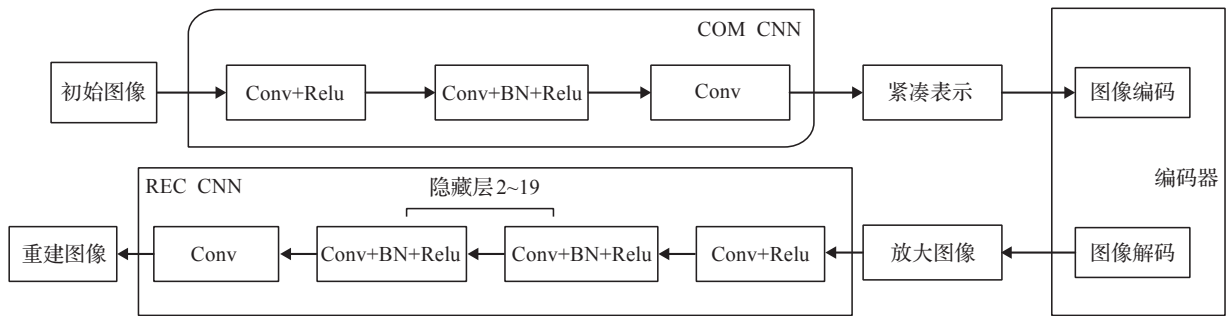 COM CNN
初始图像
Conv+Relu
Conv+BN+Relu
Conv
紧凑表示
图像编码
编码器
REC CNN
隐藏层2~19
重建图像
Conv
Conv+BN+Relu
Conv+BN+Relu
Conv+Relu
放大图像
图像解码